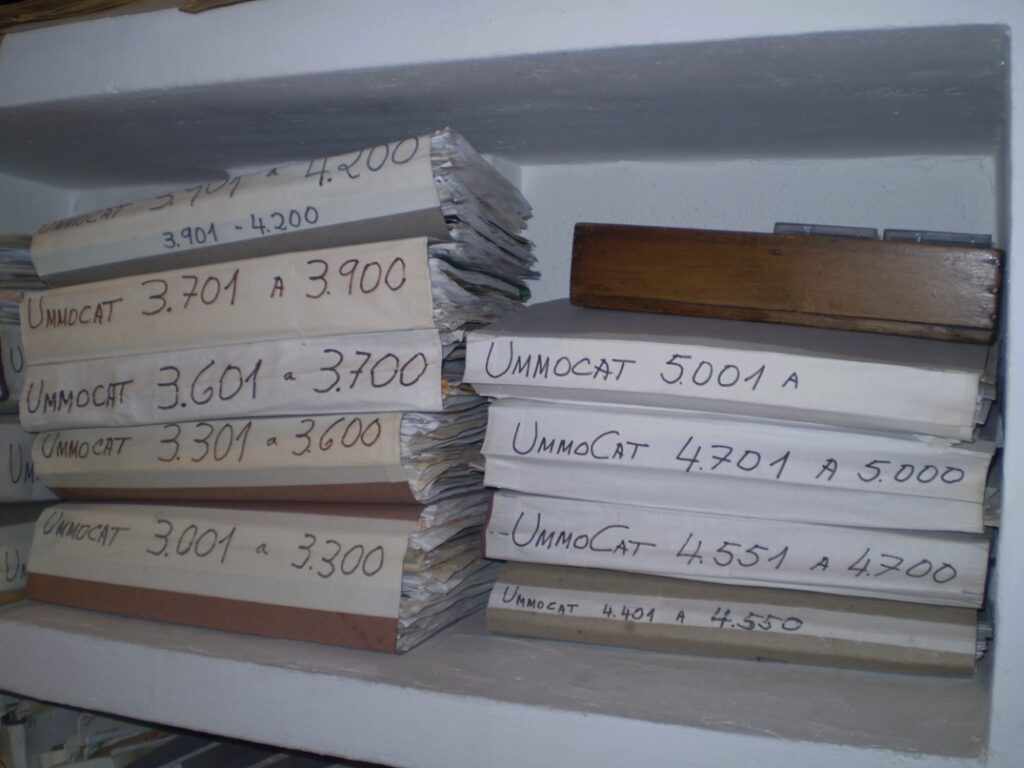 UMMOCAT 3.901 a 4.200
3.901 - 4.200
UMMOCAT 3.701 A 3.900
UMMOCAT 3.601 a 3.700
UMMOCAT 3.301 a 3.600
UMMOCAT 3.001 a 3.300
UMMOCAT 5.001 A
UMMOCAT 4.701 A 5.000
UMMOCAT 4.551 A 4.700
UMMOCAT 4.401 A 4.550